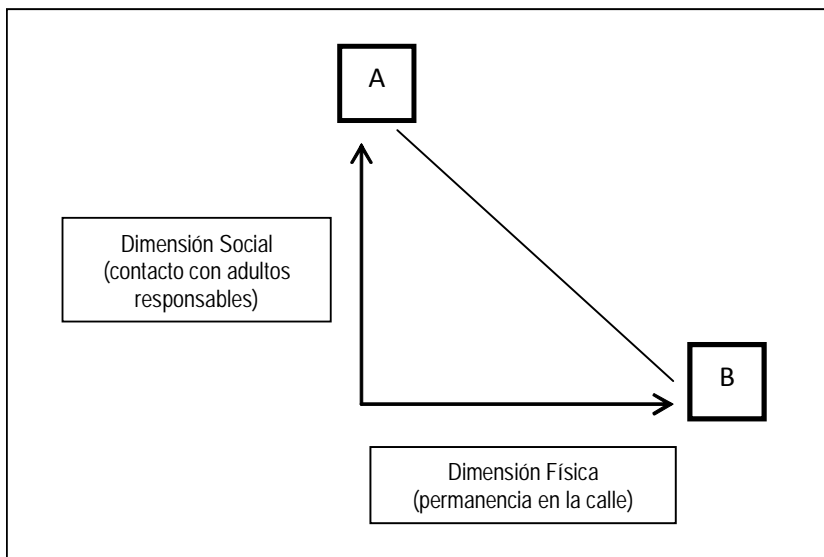 A
Dimensión Social
(contacto con adultos
responsables)
B
Dimensión Física
(permanencia en la calle)